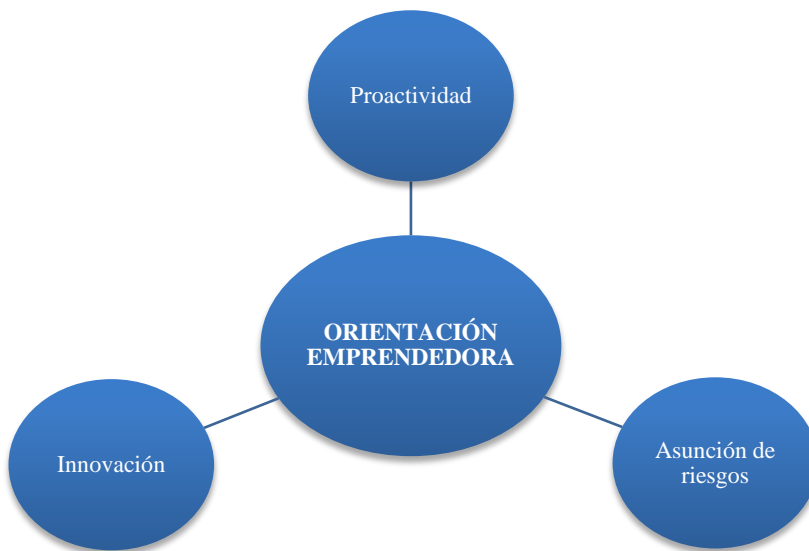 Proactividad
ORIENTACIÓN
EMPRENDEDORA
Innovación
Asunción de
riesgos